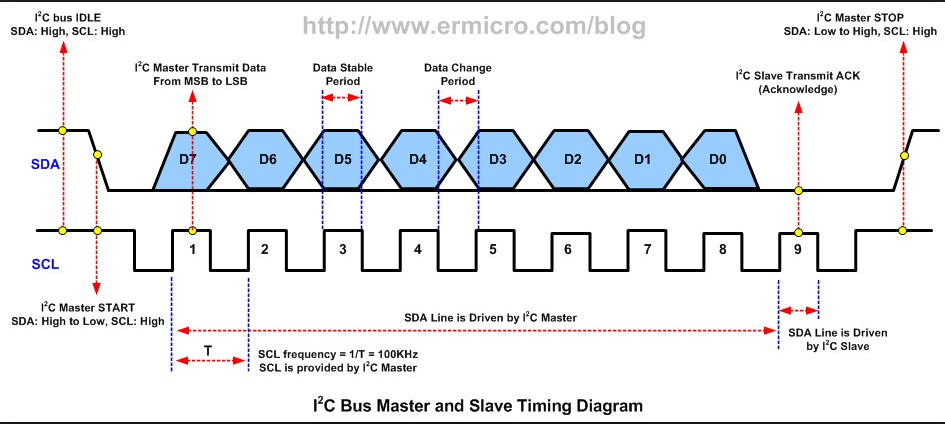 http://www.ermicro.com/blog
I²C bus IDLE
SDA: High, SCL: High
I²C Master STOP
SDA: Low to High, SCL: High
I²C Master Transmit Data
From MSB to LSB
Data Stable
Period
Data Change
Period
I²C Slave Transmit ACK
(Acknowledge)
SDA
D7 D6 D5 D4 D3 D2 D1 D0
SCL
1 2 3 4 5 6 7 8 9
I²C Master START
SDA: High to Low, SCL: High
SDA Line is Driven by I²C Master
SDA Line is Driven
by I²C Slave
T
SCL frequency = 1/T = 100KHz
SCL is provided by I²C Master
I²C Bus Master and Slave Timing Diagram